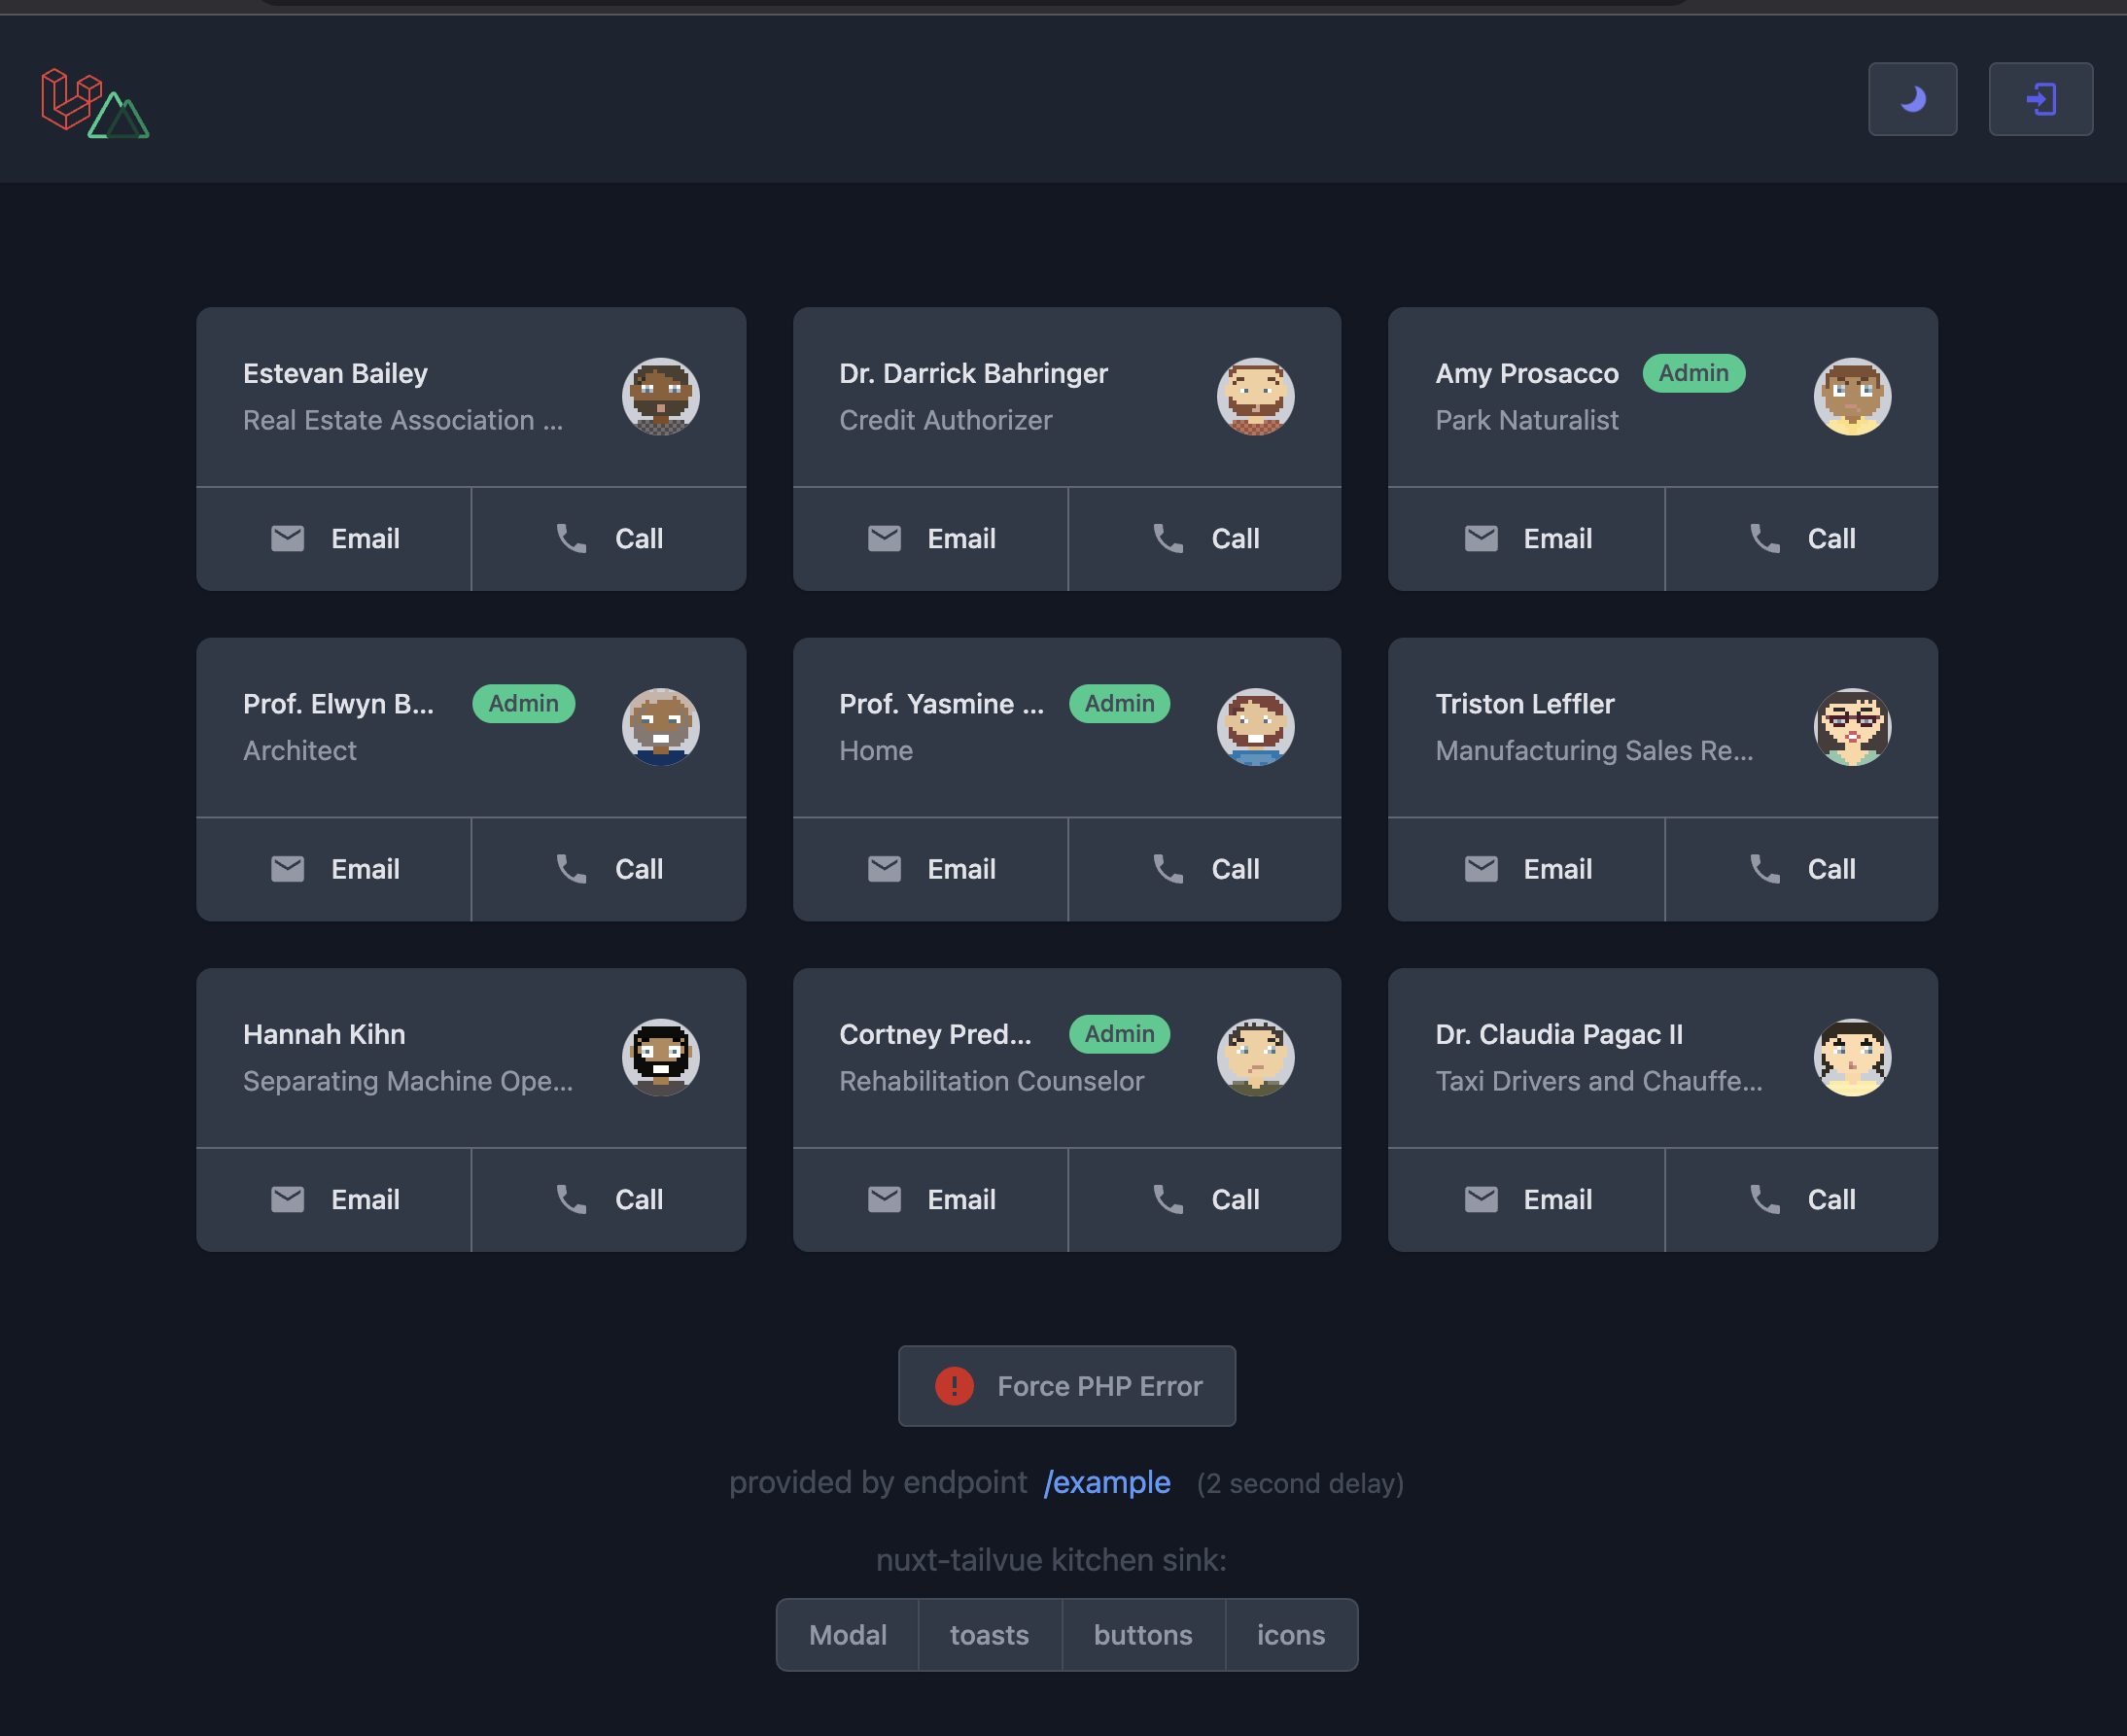 Estevan Bailey
Real Estate Association ...
Email Call
Dr. Darrick Bahringer
Credit Authorizer
Email Call
Amy Prosacco Admin
Park Naturalist
Email Call
Prof. Elwyn B... Admin
Architect
Email Call
Prof. Yasmine ... Admin
Home
Email Call
Triston Leffler
Manufacturing Sales Re...
Email Call
Hannah Kihn
Separating Machine Ope...
Email Call
Cortney Pred... Admin
Rehabilitation Counselor
Email Call
Dr. Claudia Pagac II
Taxi Drivers and Chauffe...
Email Call
Force PHP Error
provided by endpoint /example (2 second delay)
nuxt-tailvue kitchen sink:
Modal toasts buttons icons